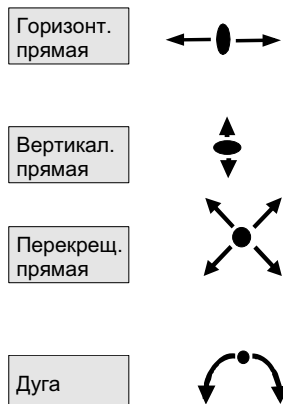 Горизонт.
прямая
Вертикал.
прямая
Перекрещ.
прямая
Дуга